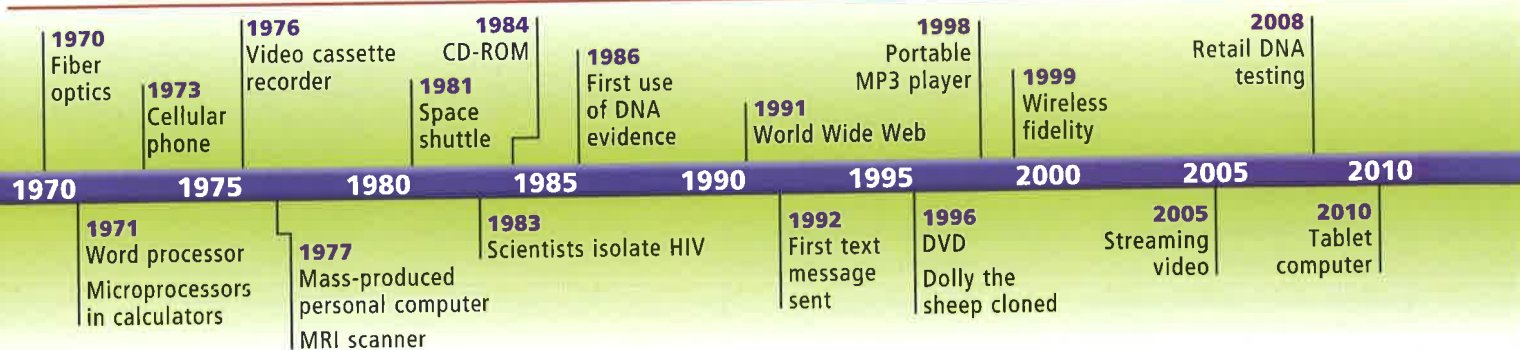 1970
Fiber
optics
1973
Cellular
phone
1976
Video cassette
recorder
1981
Space
shuttle
1984
CD-ROM
1986
First use
of DNA
evidence
1991
World Wide Web
1998
Portable
MP3 player
1999
Wireless
fidelity
2008
Retail DNA
testing
1970 1975 1980 1985 1990 1995 2000 2005 2010
1971
Word processor
Microprocessors
in calculators
1977
Mass-produced
personal computer
MRI scanner
1983
Scientists isolate HIV
1992
First text
message
sent
1996
DVD
Dolly the
sheep cloned
2005
Streaming
video
2010
Tablet
computer